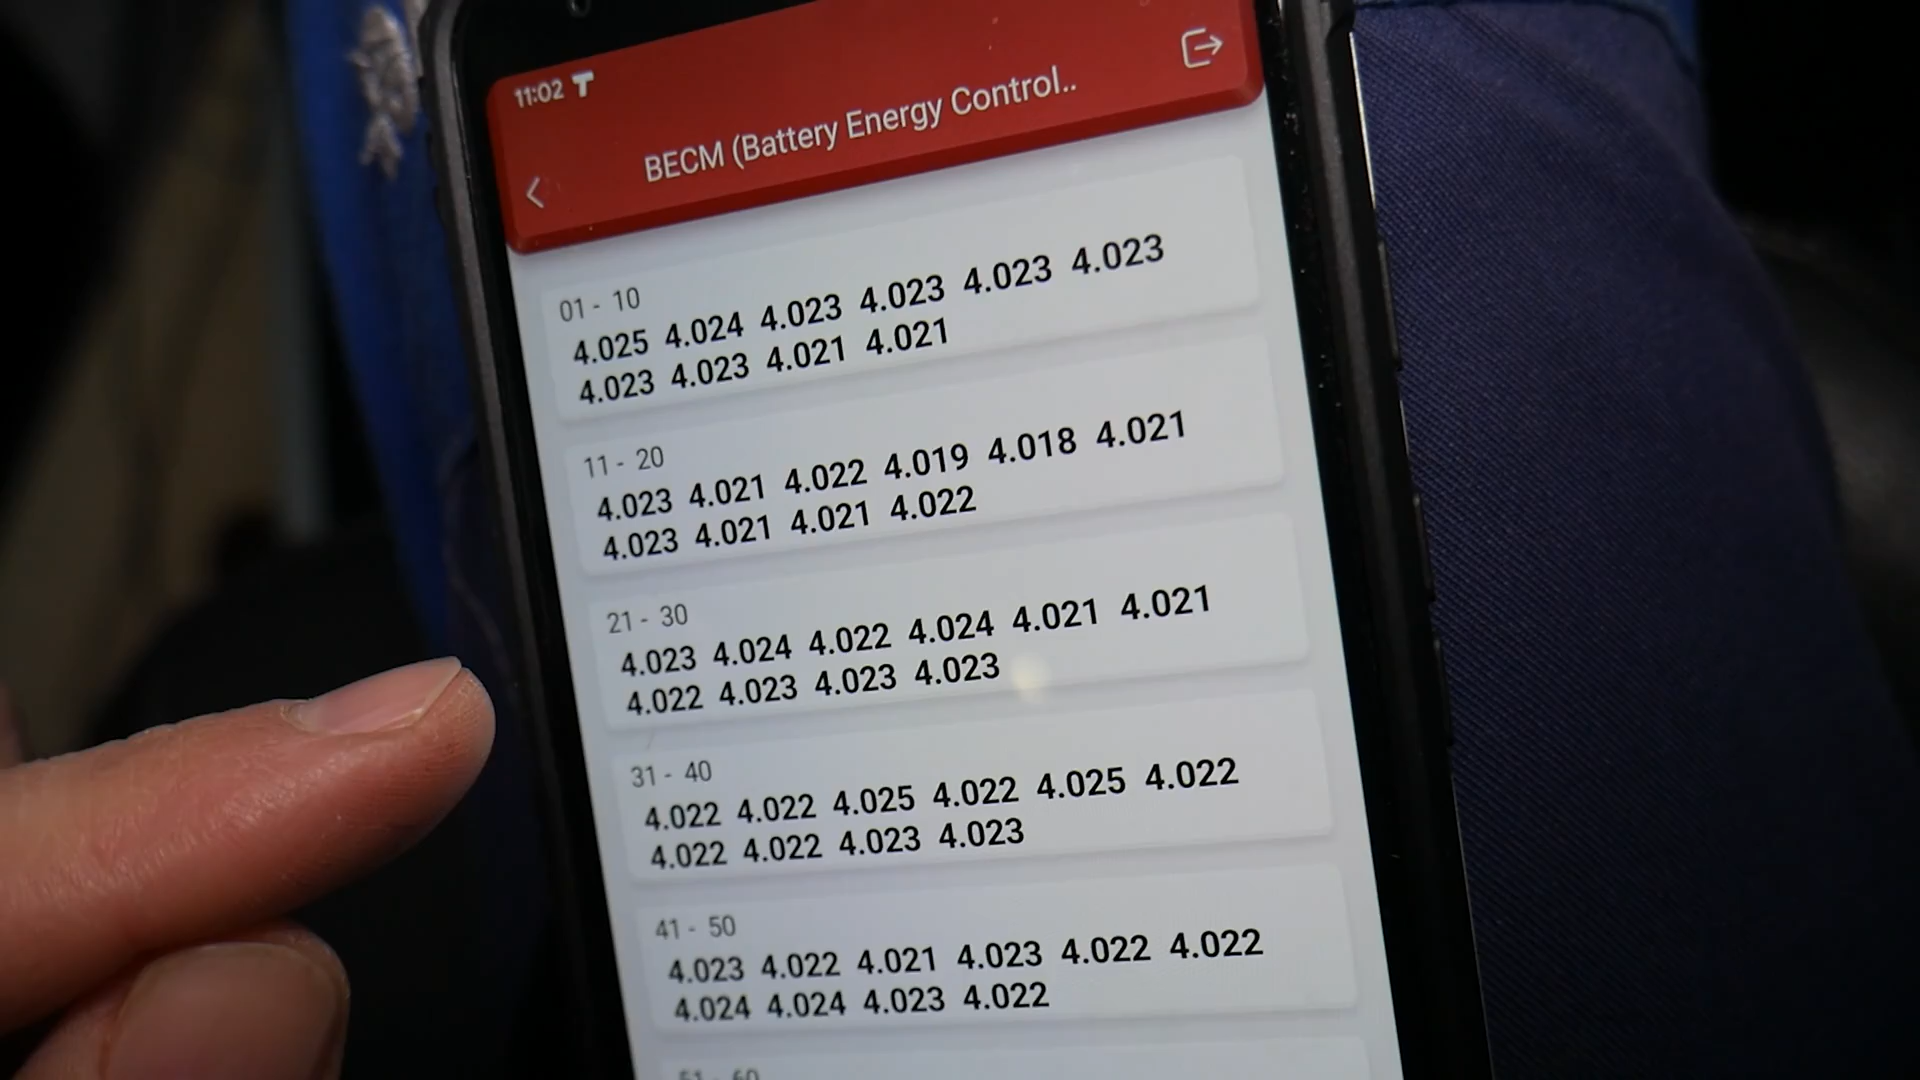 11:02
BECM (Battery Energy Control..
01 - 10
4.025 4.024 4.023 4.023 4.023 4.023
4.023 4.023 4.021 4.021
11 - 20
4.023 4.021 4.022 4.019 4.018 4.021
4.023 4.021 4.021 4.022
21 - 30
4.023 4.024 4.022 4.024 4.021 4.021
4.022 4.023 4.023 4.023
31 - 40
4.022 4.022 4.025 4.022 4.025 4.022
4.022 4.022 4.023 4.023
41 - 50
4.023 4.022 4.021 4.023 4.022 4.022
4.024 4.024 4.023 4.022
51 - 60